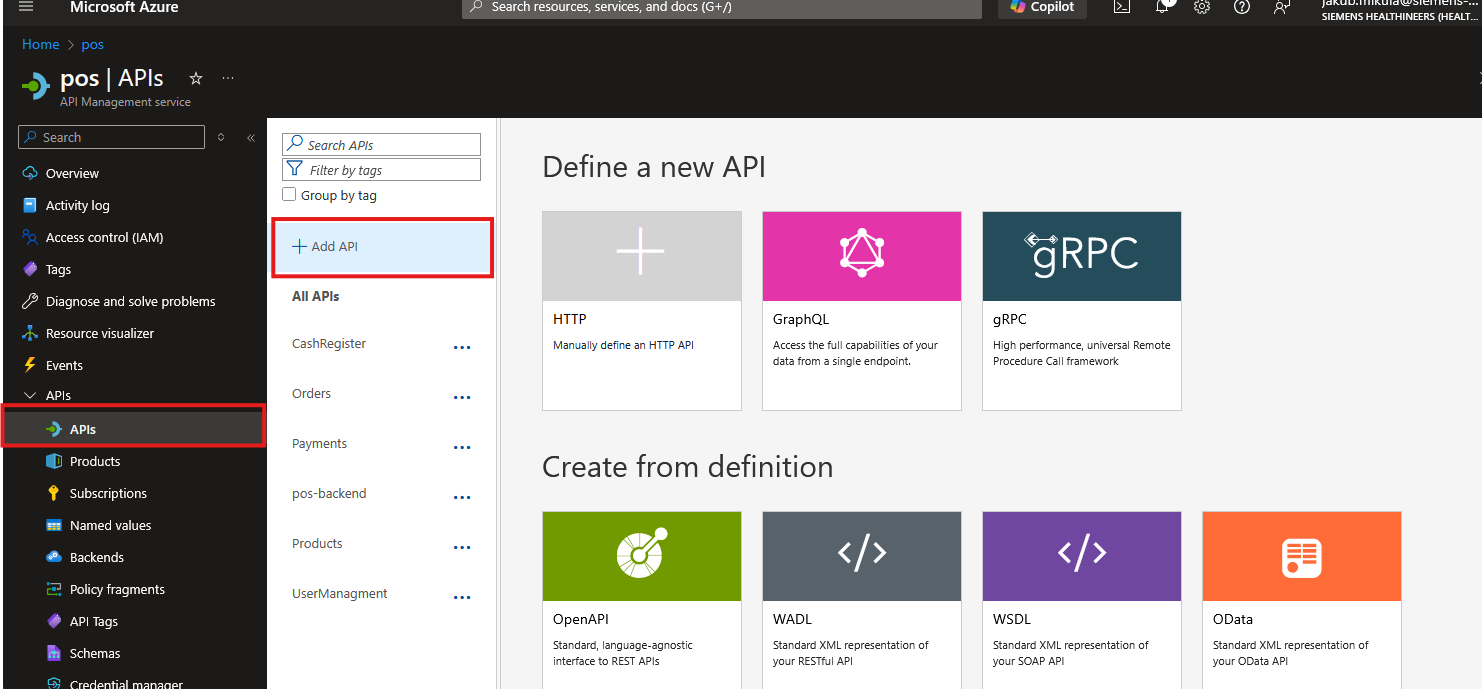 Microsoft Azure
Search resources, services, and docs (G+/)
Copilot
SIEMENS HEALTHINEERS (HEALT...
Home > pos
pos | APIs
API Management service
Search
Overview
Activity log
Access control (IAM)
Tags
Diagnose and solve problems
Resource visualizer
Events
APIs
APIs
Products
Subscriptions
Named values
Backends
Policy fragments
API Tags
Schemas
Credential manager
Search APIs
Filter by tags
Group by tag
+ Add API
All APIs
CashRegister
Orders
Payments
pos-backend
Products
UserManagment
Define a new API
HTTP
Manually define an HTTP API
GraphQL
Access the full capabilities of your
data from a single endpoint.
gRPC
gRPC
High performance, universal Remote
Procedure Call framework
Create from definition
OpenAPI
Standard, language-agnostic
interface to REST APIs
</>
WADL
Standard XML representation of
your RESTful API
</>
WSDL
Standard XML representation of
your SOAP API
OData
Standard XML representation of
your OData API